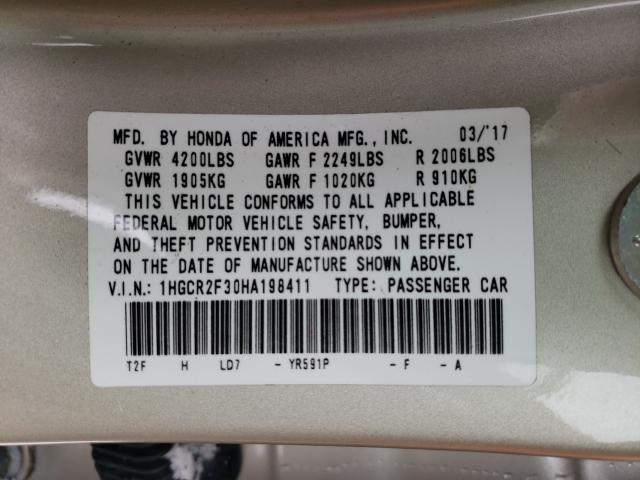 MFD. BY HONDA OF AMERICA MFG., INC. 03/'17
GVWR 4200LBS GAWR F 2249LBS R 2006LBS
GVWR 1905KG GAWR F 1020KG R 910KG
THIS VEHICLE CONFORMS TO ALL APPLICABLE
FEDERAL MOTOR VEHICLE SAFETY, BUMPER,
AND THEFT PREVENTION STANDARDS IN EFFECT
ON THE DATE OF MANUFACTURE SHOWN ABOVE.
V.I.N.: 1HGCR2F30HA198411 TYPE: PASSENGER CAR
T2F H LD7 - YR591P - F - A